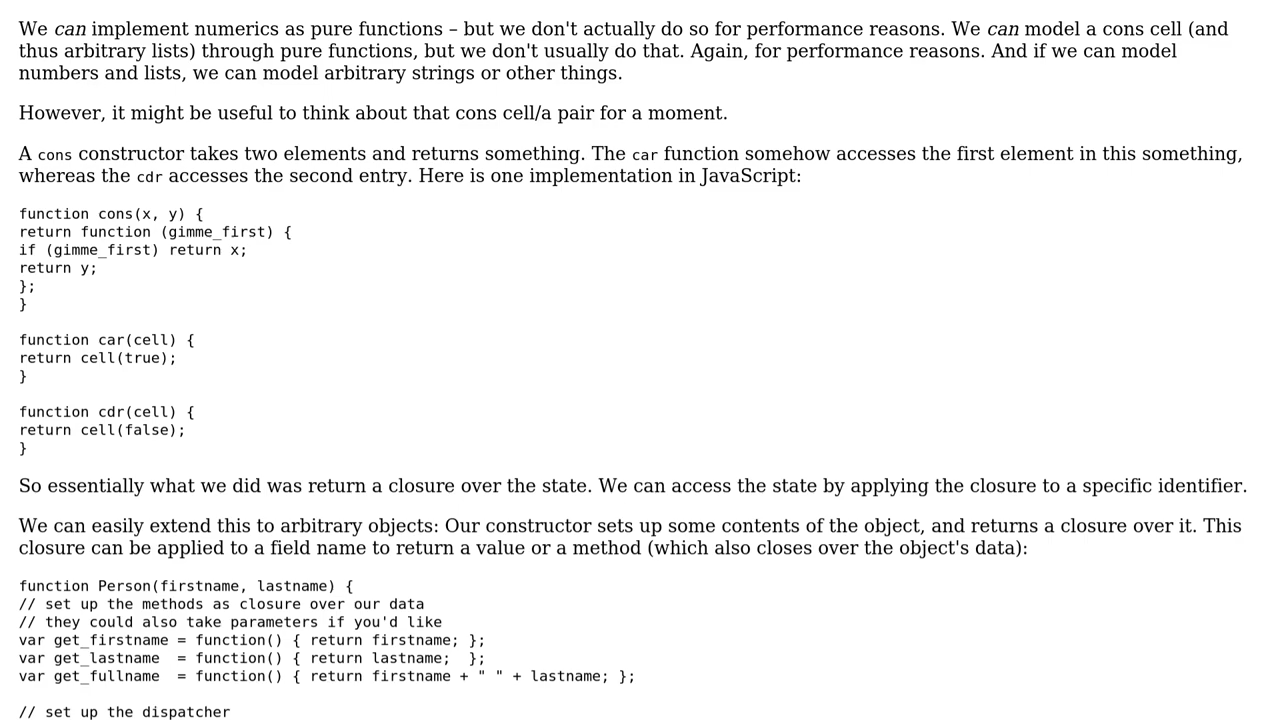 We can implement numerics as pure functions – but we don't actually do so for performance reasons. We can model a cons cell (and
thus arbitrary lists) through pure functions, but we don't usually do that. Again, for performance reasons. And if we can model
numbers and lists, we can model arbitrary strings or other things.
However, it might be useful to think about that cons cell/a pair for a moment.
A cons constructor takes two elements and returns something. The car function somehow accesses the first element in this something,
whereas the cdr accesses the second entry. Here is one implementation in JavaScript:
function cons(x, y) {
return function (gimme_first) {
if (gimme_first) return x;
return y;
};
}
function car(cell) {
return cell(true);
}
function cdr(cell) {
return cell(false);
}
So essentially what we did was return a closure over the state. We can access the state by applying the closure to a specific identifier.
We can easily extend this to arbitrary objects: Our constructor sets up some contents of the object, and returns a closure over it. This
closure can be applied to a field name to return a value or a method (which also closes over the object's data):
function Person(firstname, lastname) {
// set up the methods as closure over our data
// they could also take parameters if you'd like
var get_firstname = function() { return firstname; };
var get_lastname  = function() { return lastname;  };
var get_fullname  = function() { return firstname + " " + lastname; };
// set up the dispatcher